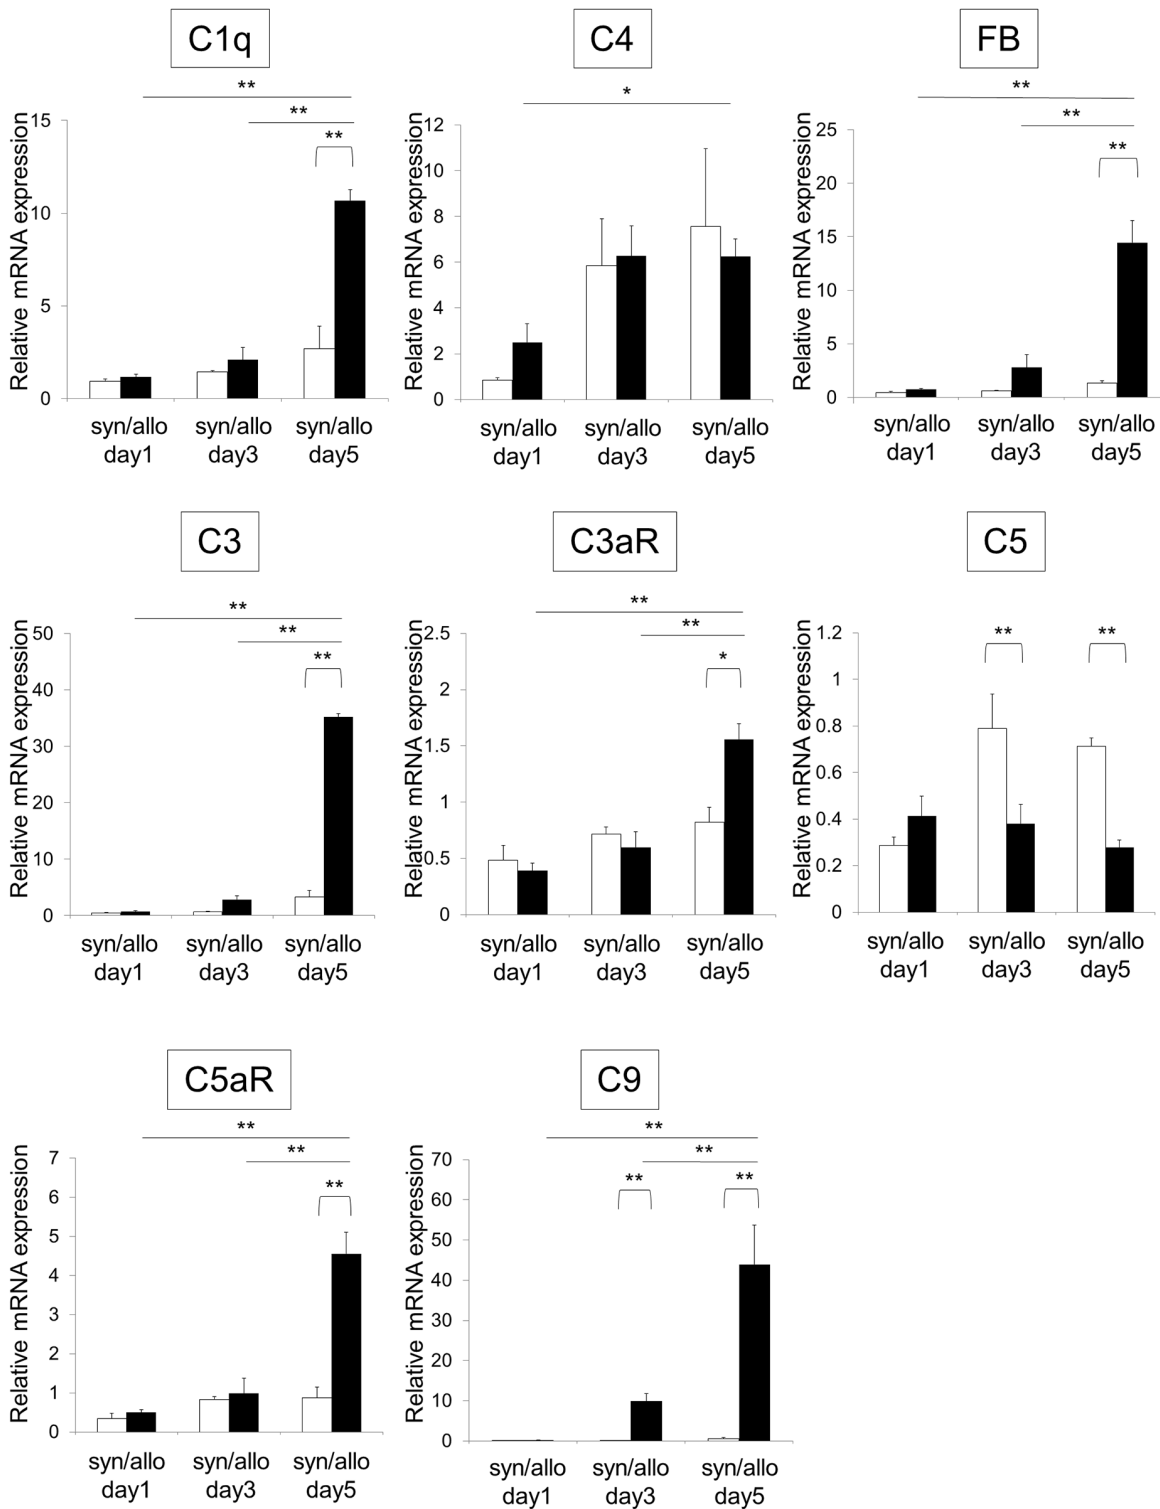 C1q
**
**
**
Relative mRNA expression
15
10
5
0
syn/allo syn/allo syn/allo
day1 day3 day5
C4
*
Relative mRNA expression
12
10
8
6
4
2
0
syn/allo syn/allo syn/allo
day1 day3 day5
FB
**
**
**
Relative mRNA expression
25
20
15
10
5
0
syn/allo syn/allo syn/allo
day1 day3 day5
C3
**
**
**
Relative mRNA expression
50
40
30
20
10
0
syn/allo syn/allo syn/allo
day1 day3 day5
C3aR
**
**
*
Relative mRNA expression
2.5
2
1.5
1
0.5
0
syn/allo syn/allo syn/allo
day1 day3 day5
C5
** **
Relative mRNA expression
1.2
1
0.8
0.6
0.4
0.2
0
syn/allo syn/allo syn/allo
day1 day3 day5
C5aR
**
**
**
Relative mRNA expression
7
6
5
4
3
2
1
0
syn/allo syn/allo syn/allo
day1 day3 day5
C9
**
**
** **
Relative mRNA expression
70
60
50
40
30
20
10
0
syn/allo syn/allo syn/allo
day1 day3 day5